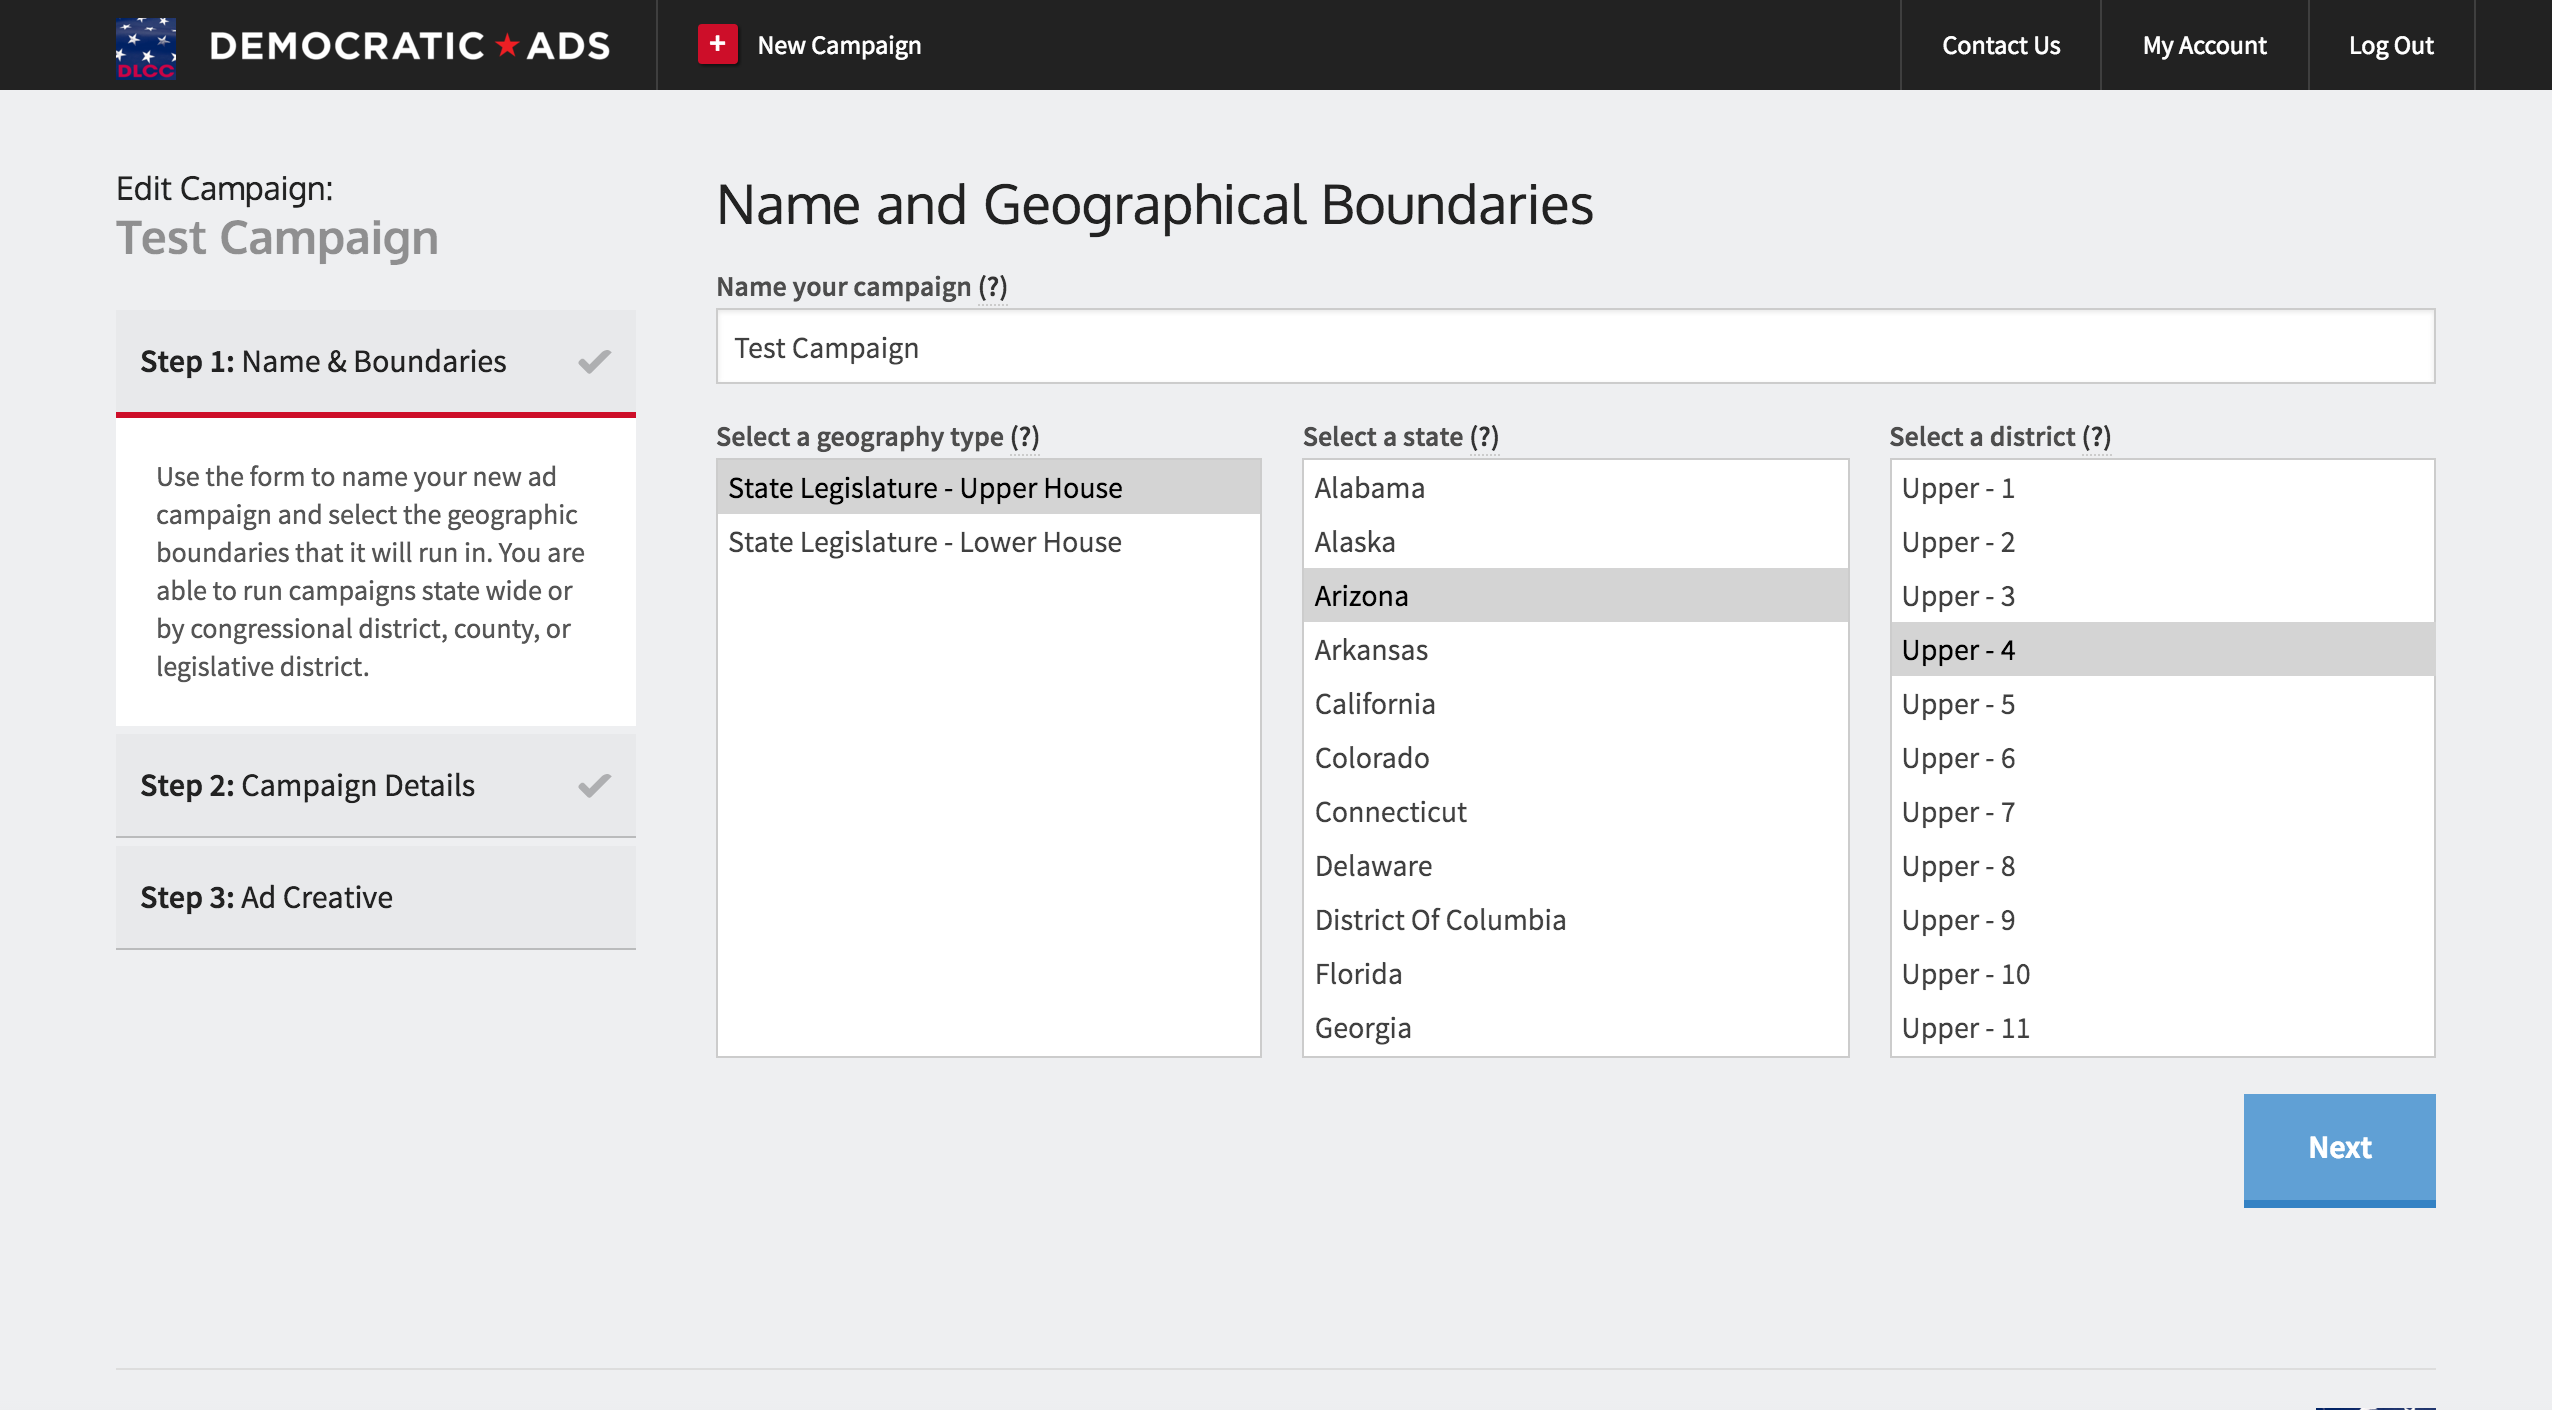 DLCC
DEMOCRATIC ★ ADS
+ New Campaign
Contact Us
My Account
Log Out
Edit Campaign:
Test Campaign
Step 1: Name & Boundaries
Use the form to name your new ad
campaign and select the geographic
boundaries that it will run in. You are
able to run campaigns state wide or
by congressional district, county, or
legislative district.
Step 2: Campaign Details
Step 3: Ad Creative
Name and Geographical Boundaries
Name your campaign (?)
Test Campaign
Select a geography type (?)
State Legislature - Upper House
State Legislature - Lower House
Select a state (?)
Alabama
Alaska
Arizona
Arkansas
California
Colorado
Connecticut
Delaware
District Of Columbia
Florida
Georgia
Select a district (?)
Upper - 1
Upper - 2
Upper - 3
Upper - 4
Upper - 5
Upper - 6
Upper - 7
Upper - 8
Upper - 9
Upper - 10
Upper - 11
Next